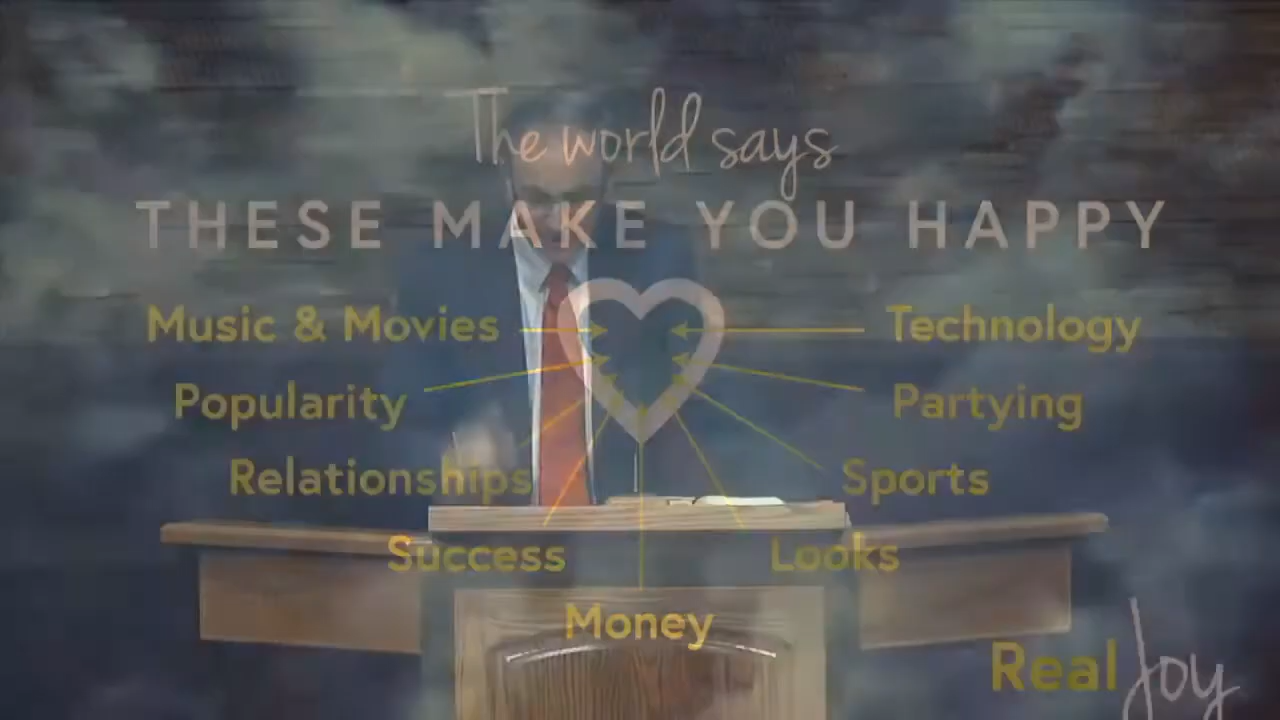 The world says
THESE MAKE YOU HAPPY
Music & Movies
Technology
Popularity
Partying
Relationships
Sports
Success
Looks
Money
Real Joy